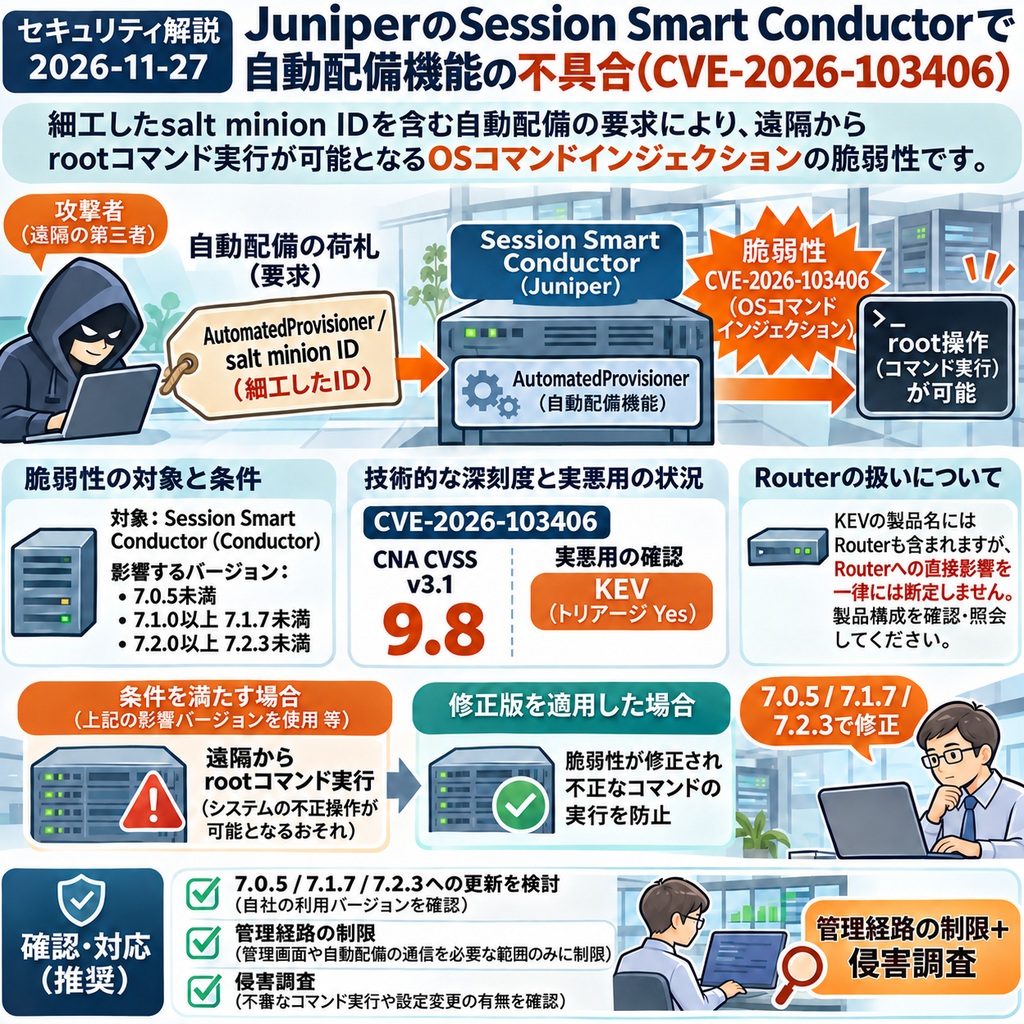 セキュリティ解説
2026-11-27
JuniperのSession Smart Conductorで
自動配備機能の不具合(CVE-2026-103406)
細工したsalt minion IDを含む自動配備の要求により、遠隔から
rootコマンド実行が可能となるOSコマンドインジェクションの脆弱性です。
攻撃者
(遠隔の第三者)
自動配備の荷札
(要求)
AutomatedProvisioner /
salt minion ID
(細工したID)
Session Smart
Conductor
(Juniper)
AutomatedProvisioner
(自動配備機能)
脆弱性
CVE-2026-103406
(OSコマンド
インジェクション)
>_
root操作
(コマンド実行)
が可能
脆弱性の対象と条件
対象：Session Smart
Conductor (Conductor)
影響するバージョン：
• 7.0.5未満
• 7.1.0以上 7.1.7未満
• 7.2.0以上 7.2.3未満
技術的な深刻度と実悪用の状況
CVE-2026-103406
CNA CVSS
v3.1
9.8
実悪用の確認
KEV
(トリアージ Yes)
Routerの扱いについて
KEVの製品名には
Routerも含まれますが、
Routerへの直接影響を
一律には断定しません。
製品構成を確認・照会
してください。
条件を満たす場合
(上記の影響バージョンを使用 等)
遠隔から
rootコマンド実行
(システムの不正操作が
可能となるおそれ)
修正版を適用した場合
脆弱性が修正され
不正なコマンドの
実行を防止
7.0.5 / 7.1.7 /
7.2.3で修正
確認・対応
(推奨)
7.0.5 / 7.1.7 / 7.2.3への更新を検討
(自社の利用バージョンを確認)
管理経路の制限
(管理画面や自動配備の通信を必要な範囲のみに制限)
侵害調査
(不審なコマンド実行や設定変更の有無を確認)
管理経路の制限+
侵害調査